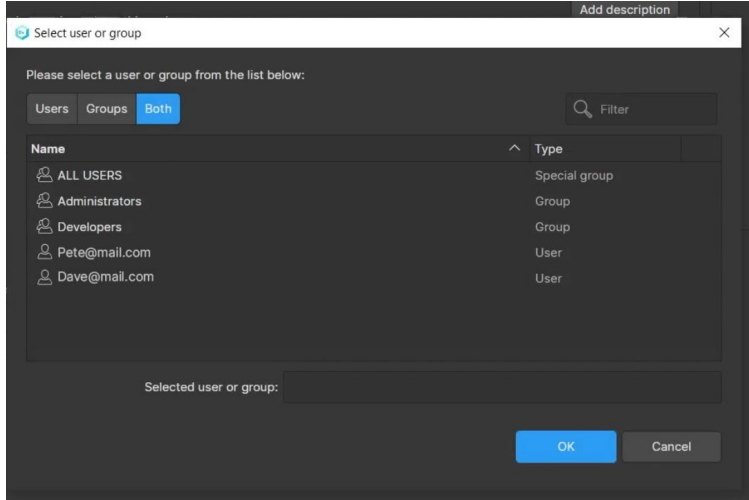 Add description
Select user or group
Please select a user or group from the list below:
Users Groups Both Filter
Name Type
ALL USERS Special group
Administrators Group
Developers Group
Pete@mail.com User
Dave@mail.com User
Selected user or group:
OK Cancel